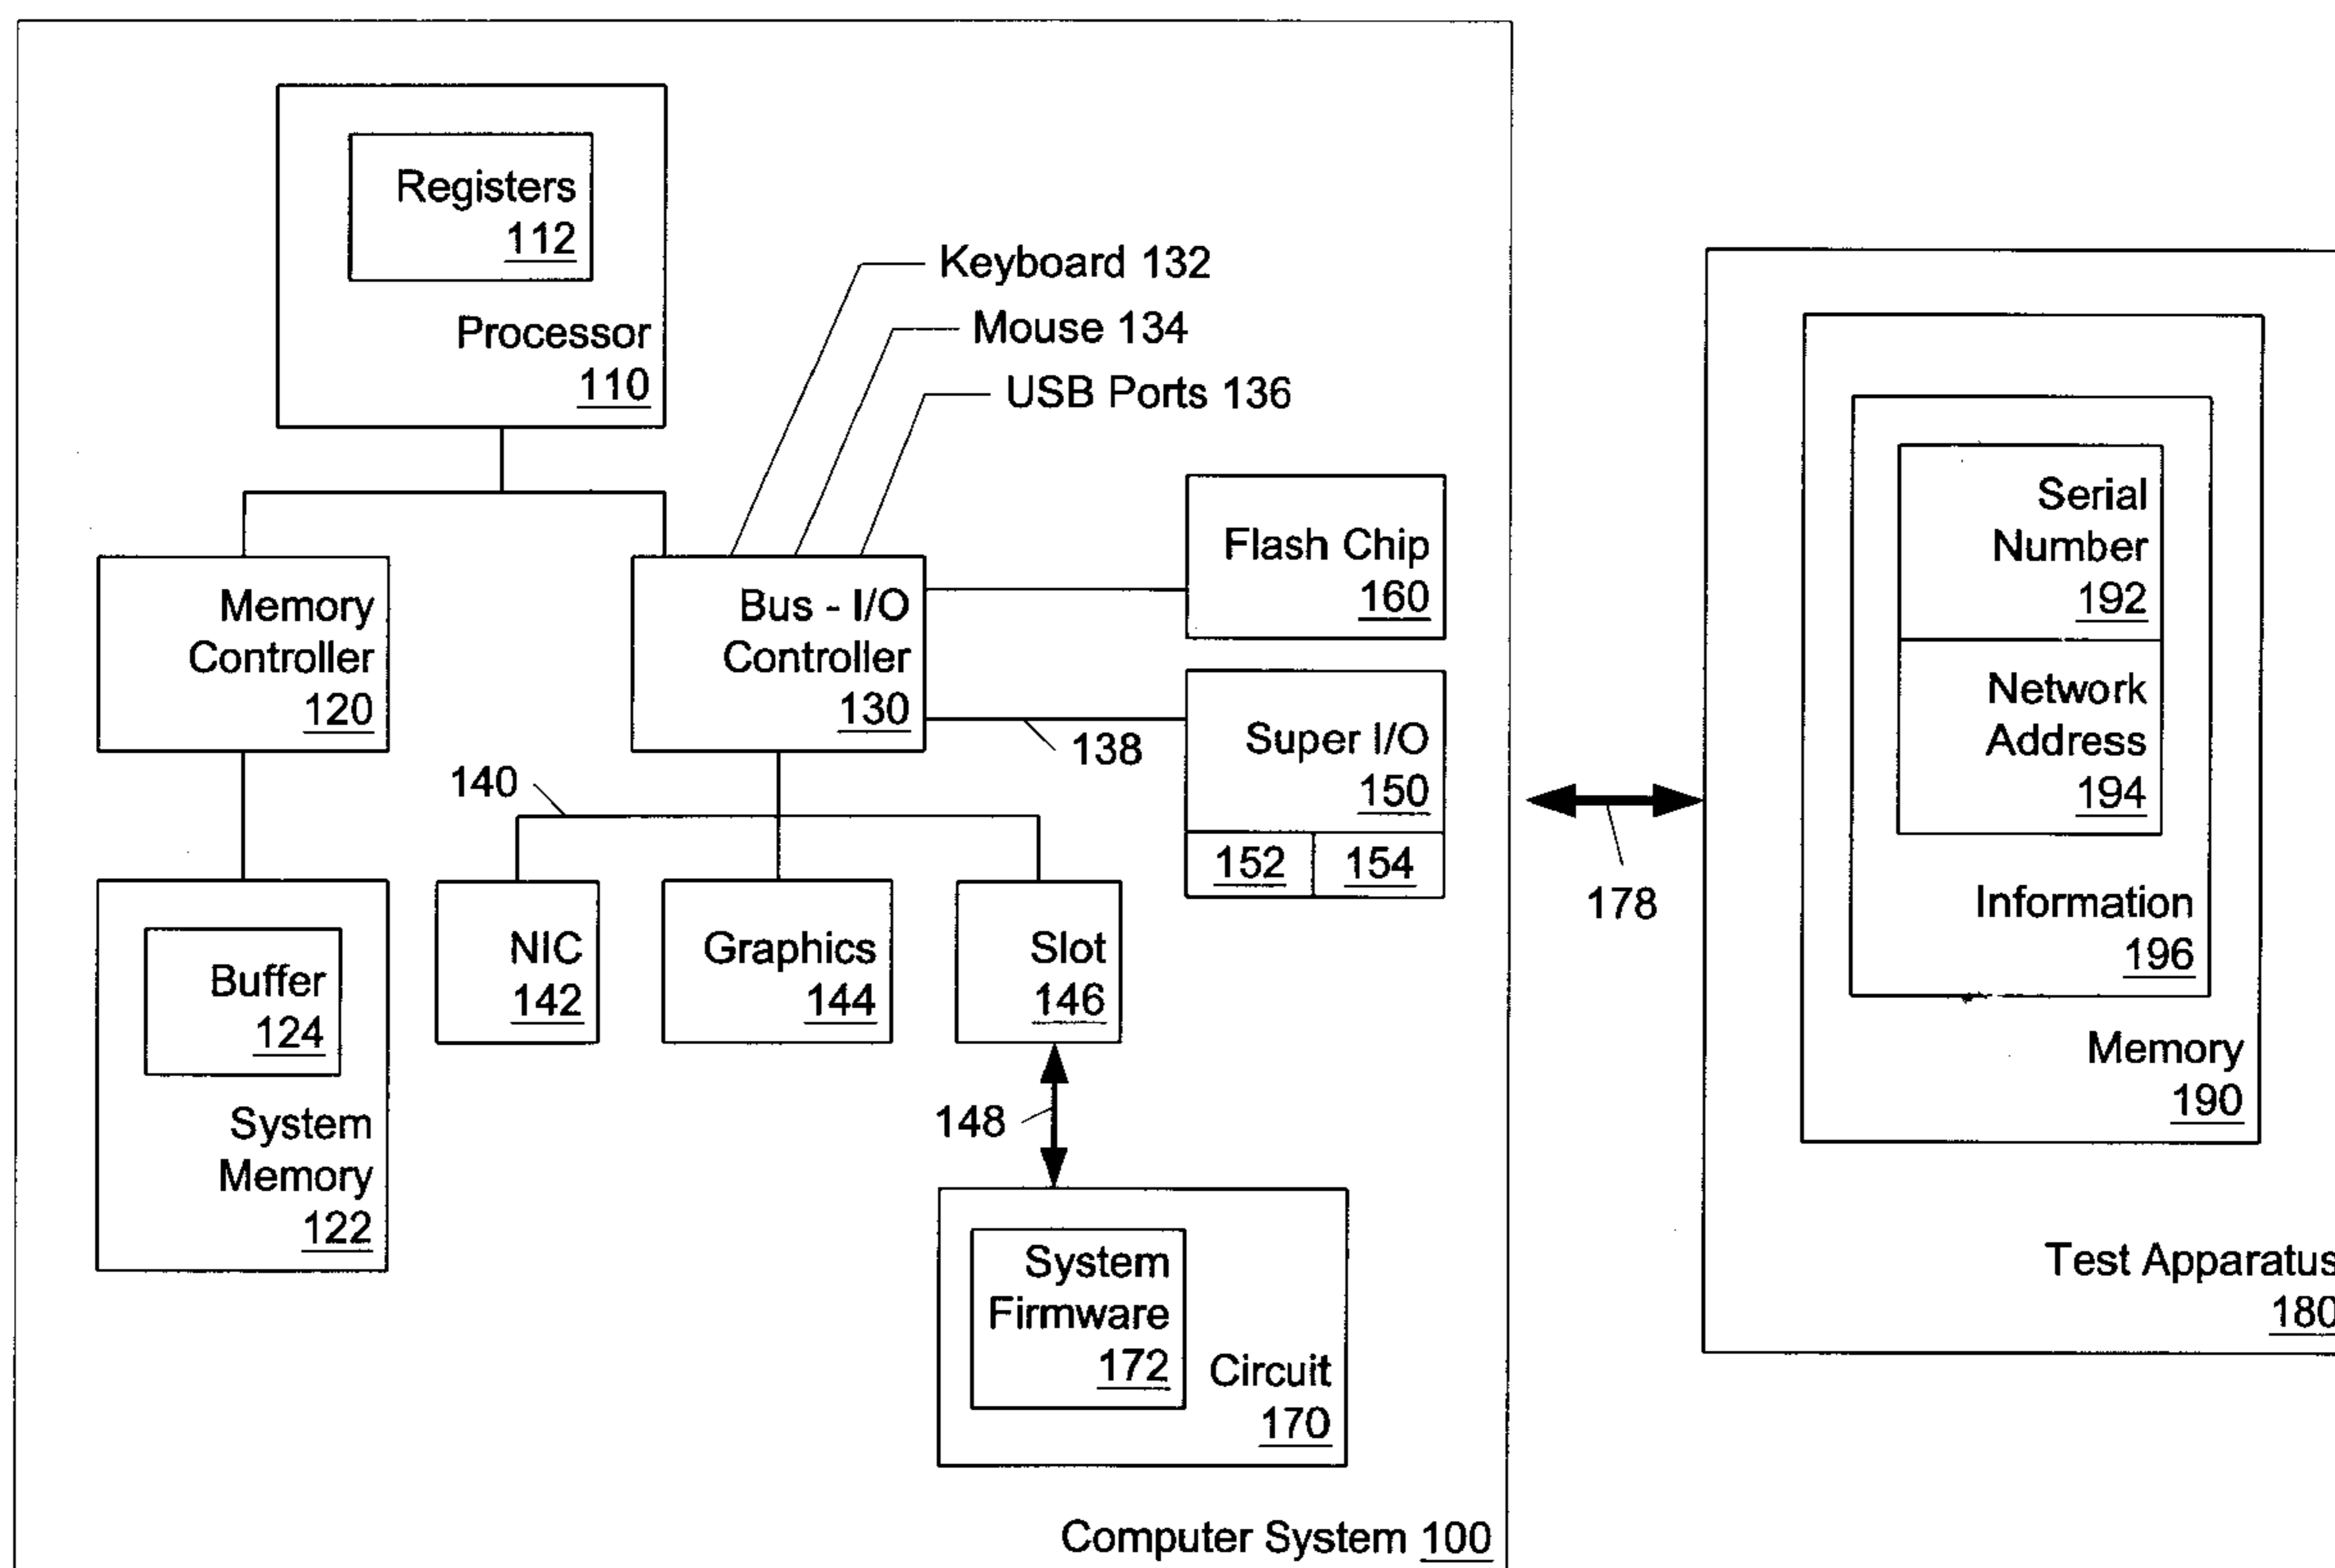 Registers
112
Processor
110
Keyboard 132
Mouse 134
USB Ports 136
Memory
Controller
120
Bus - I/O
Controller
130
Flash Chip
160
138
Super I/O
150
152
154
140
NIC
142
Graphics
144
Slot
146
Buffer
124
System
Memory
122
148
System
Firmware
172
Circuit
170
Computer System 100
178
Serial
Number
192
Network
Address
194
Information
196
Memory
190
Test Apparatus
180